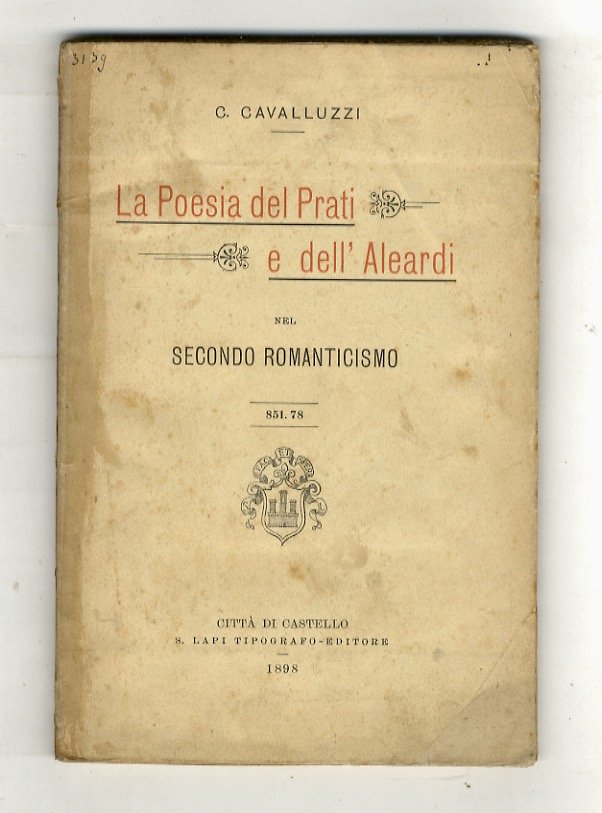 3139
C. CAVALLUZZI
La Poesia del Prati
e dell' Aleardi
NEL
SECONDO ROMANTICISMO
851.78
CITTÀ DI CASTELLO
S. LAPI TIPOGRAFO-EDITORE
1898